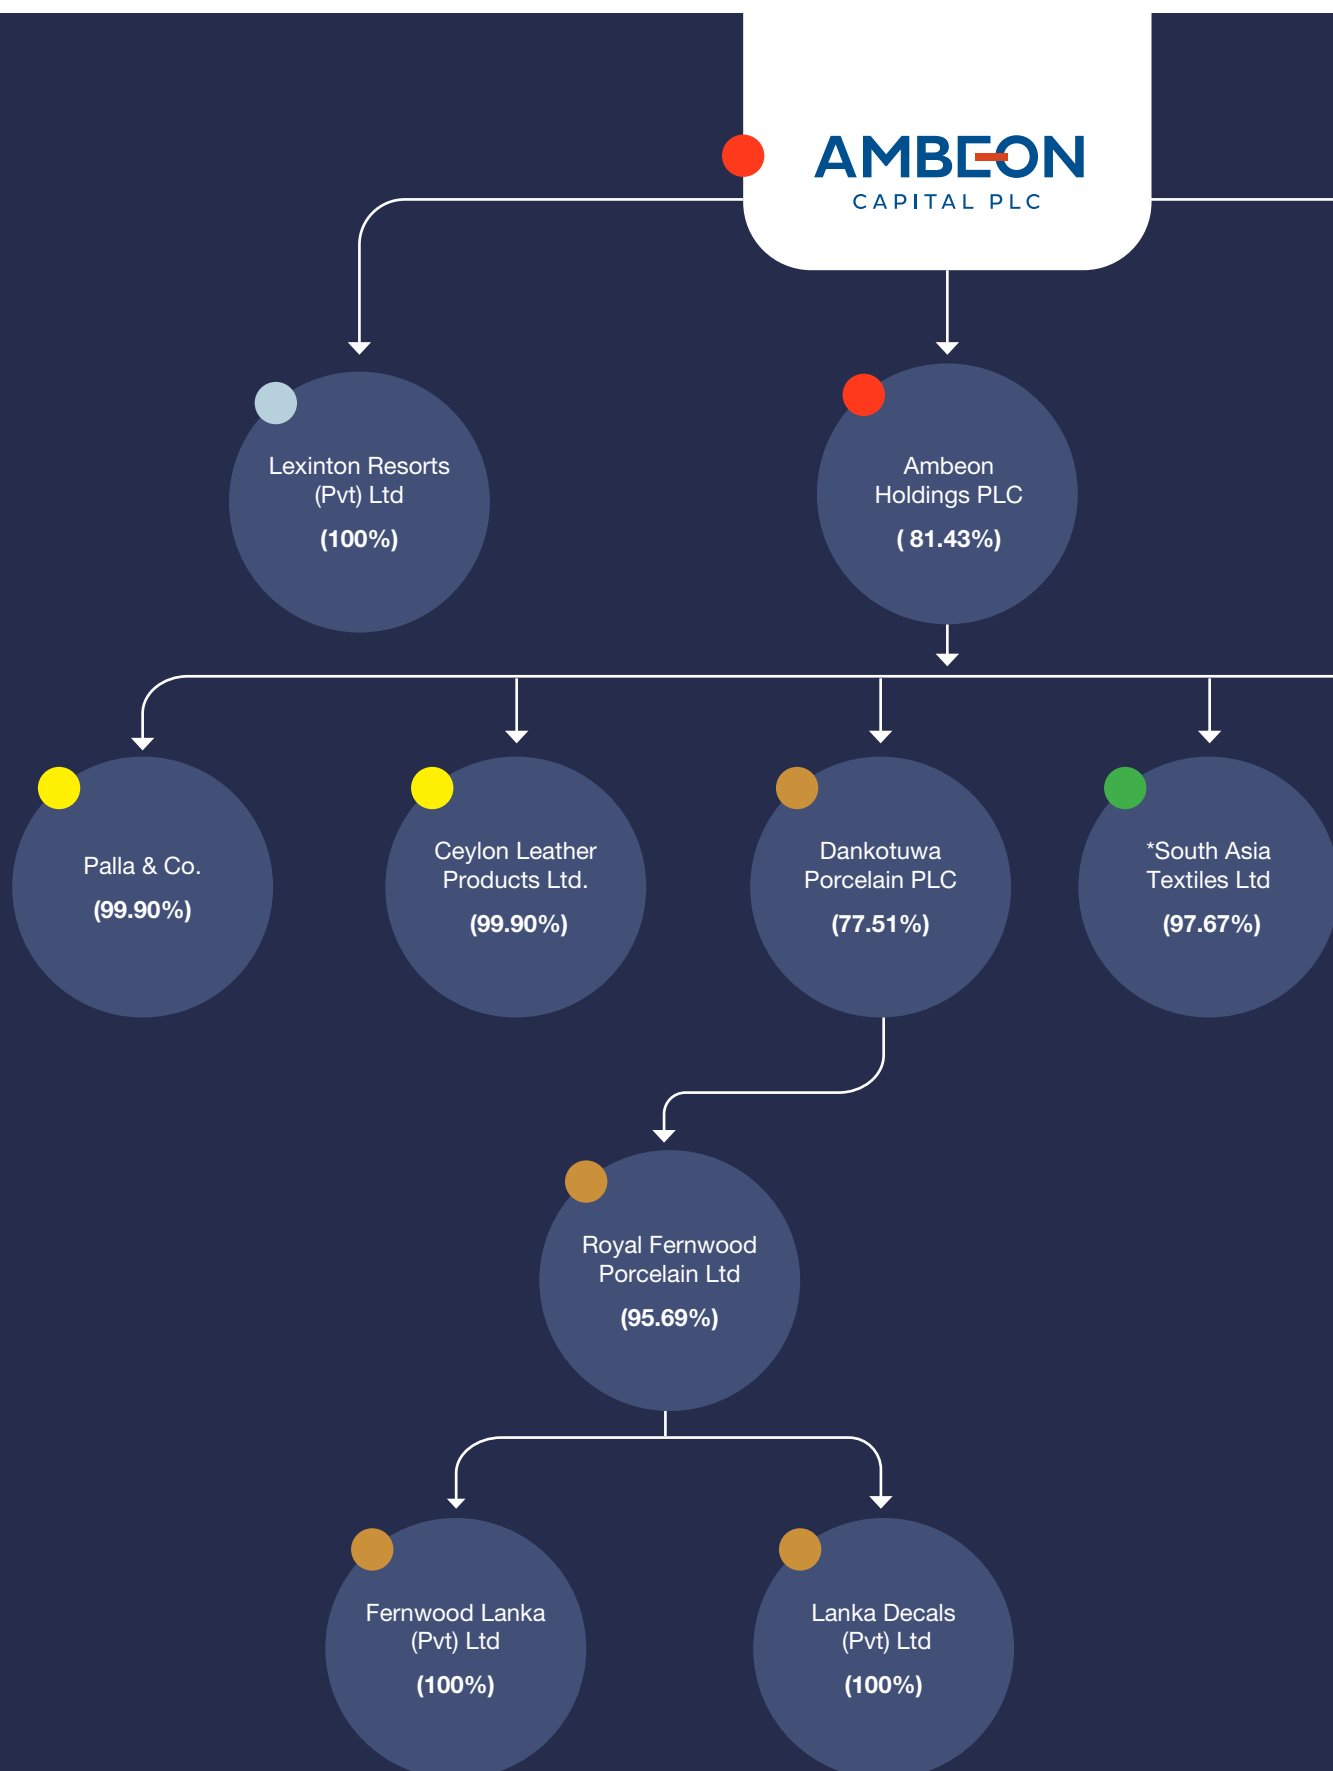 AMBEON
CAPITAL PLC
Lexinton Resorts
(Pvt) Ltd
(100%)
Ambeon
Holdings PLC
( 81.43%)
Palla & Co.
(99.90%)
Ceylon Leather
Products Ltd.
(99.90%)
Dankotuwa
Porcelain PLC
(77.51%)
*South Asia
Textiles Ltd
(97.67%)
Royal Fernwood
Porcelain Ltd
(95.69%)
Fernwood Lanka
(Pvt) Ltd
(100%)
Lanka Decals
(Pvt) Ltd
(100%)